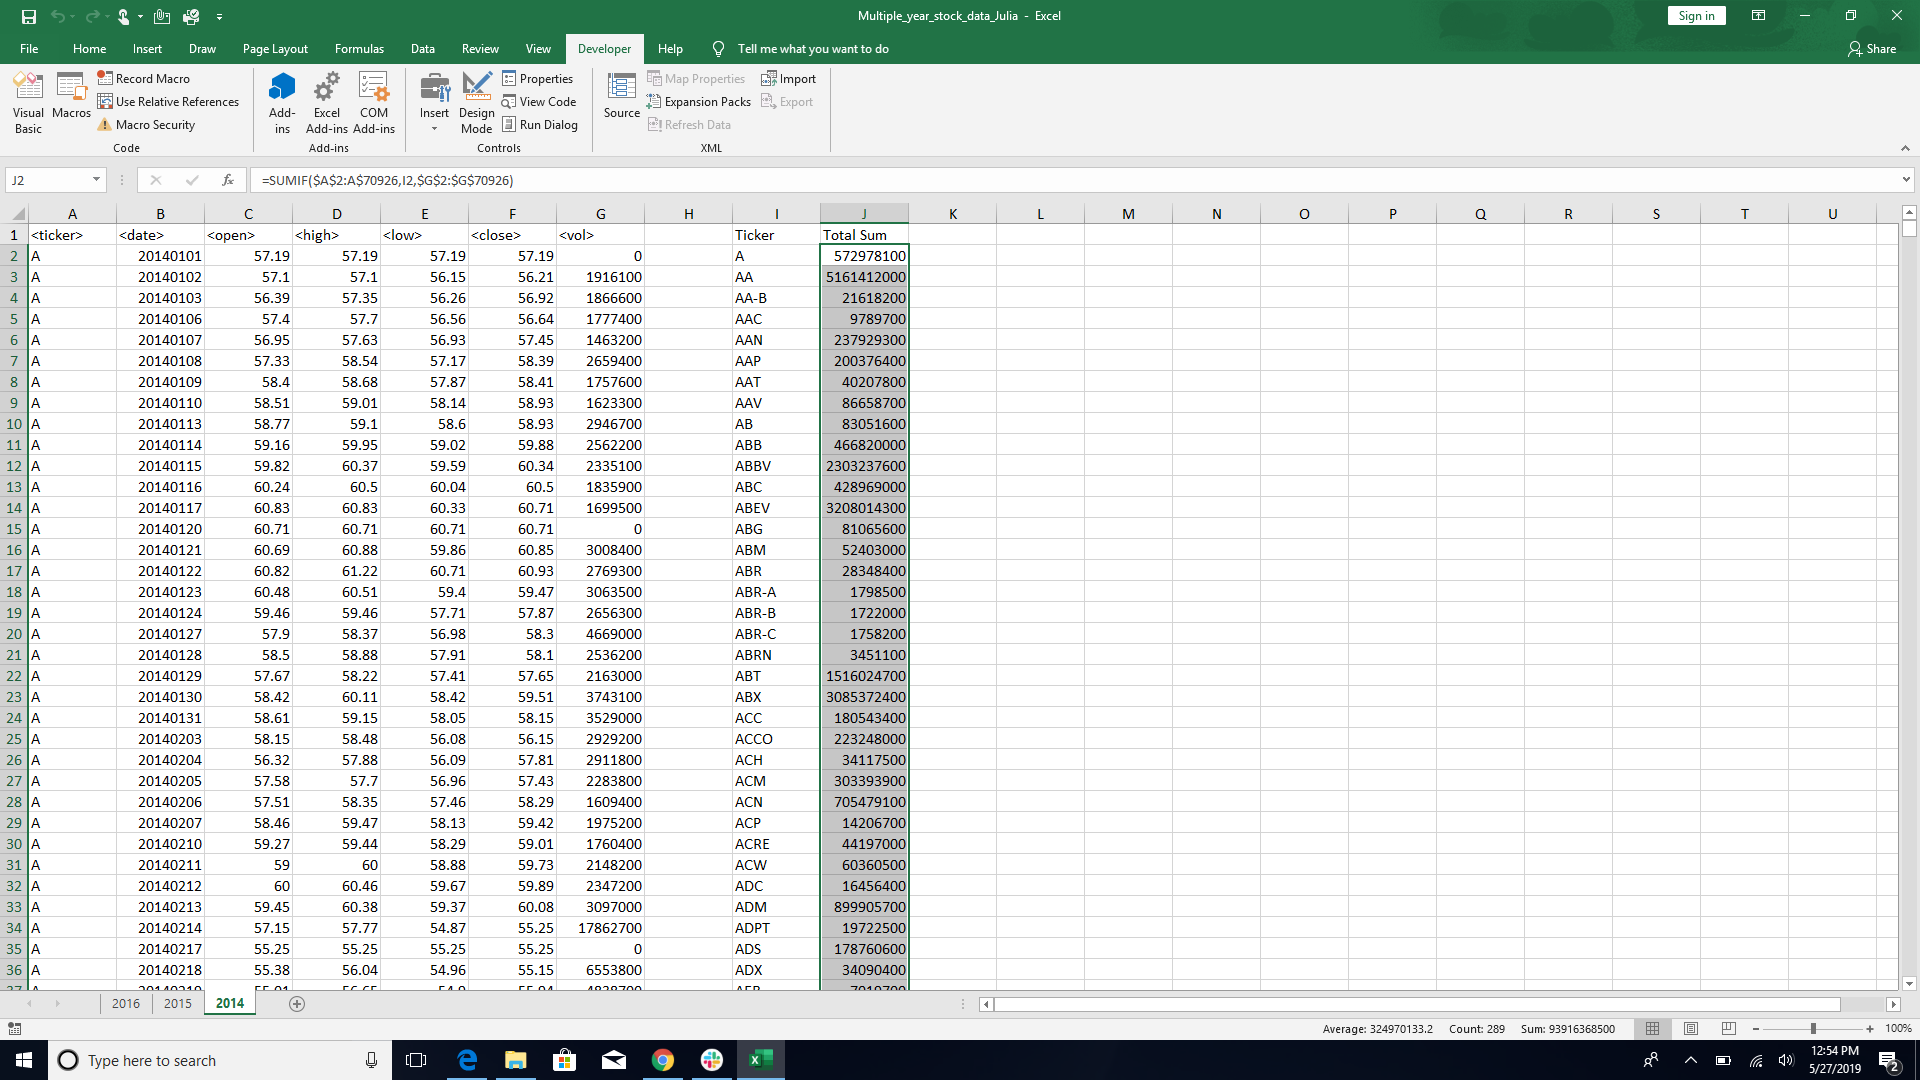 Multiple_year_stock_data_Julia - Excel
Sign in
File Home Insert Draw Page Layout Formulas Data Review View Developer Help Tell me what you want to do Share
Visual Basic Macros Record Macro Use Relative References Macro Security Code
Add-ins Excel Add-ins COM Add-ins Add-ins
Insert Design Mode Properties View Code Run Dialog Controls
Source Map Properties Expansion Packs Refresh Data Import Export XML
J2 fx =SUMIF($A$2:A$70926,I2,$G$2:$G$70926)
A B C D E F G H I J K L M N O P Q R S T U
1 <ticker> <date> <open> <high> <low> <close> <vol> Ticker Total Sum
2 A 20140101 57.19 57.19 57.19 57.19 0 A 572978100
3 A 20140102 57.1 57.1 56.15 56.21 1916100 AA 5161412000
4 A 20140103 56.39 57.35 56.26 56.92 1866600 AA-B 21618200
5 A 20140106 57.4 57.7 56.56 56.64 1777400 AAC 9789700
6 A 20140107 56.95 57.63 56.93 57.45 1463200 AAN 237929300
7 A 20140108 57.33 58.54 57.17 58.39 2659400 AAP 200376400
8 A 20140109 58.4 58.68 57.87 58.41 1757600 AAT 40207800
9 A 20140110 58.51 59.01 58.14 58.93 1623300 AAV 86658700
10 A 20140113 58.77 59.1 58.6 58.93 2946700 AB 83051600
11 A 20140114 59.16 59.95 59.02 59.88 2562200 ABB 466820000
12 A 20140115 59.82 60.37 59.59 60.34 2335100 ABBV 2303237600
13 A 20140116 60.24 60.5 60.04 60.5 1835900 ABC 428969000
14 A 20140117 60.83 60.83 60.33 60.71 1699500 ABEV 3208014300
15 A 20140120 60.71 60.71 60.71 60.71 0 ABG 81065600
16 A 20140121 60.69 60.88 59.86 60.85 3008400 ABM 52403000
17 A 20140122 60.82 61.22 60.71 60.93 2769300 ABR 28348400
18 A 20140123 60.48 60.51 59.4 59.47 3063500 ABR-A 1798500
19 A 20140124 59.46 59.46 57.71 57.87 2656300 ABR-B 1722000
20 A 20140127 57.9 58.37 56.98 58.3 4669000 ABR-C 1758200
21 A 20140128 58.5 58.88 57.91 58.1 2536200 ABRN 3451100
22 A 20140129 57.67 58.22 57.41 57.65 2163000 ABT 1516024700
23 A 20140130 58.42 60.11 58.42 59.51 3743100 ABX 3085372400
24 A 20140131 58.61 59.15 58.05 58.15 3529000 ACC 180543400
25 A 20140203 58.15 58.48 56.08 56.15 2929200 ACCO 223248000
26 A 20140204 56.32 57.88 56.09 57.81 2911800 ACH 34117500
27 A 20140205 57.58 57.7 56.96 57.43 2283800 ACM 303393900
28 A 20140206 57.51 58.35 57.46 58.29 1609400 ACN 705479100
29 A 20140207 58.46 59.47 58.13 59.42 1975200 ACP 14206700
30 A 20140210 59.27 59.44 58.29 59.01 1760400 ACRE 44197000
31 A 20140211 59 60 58.88 59.73 2148200 ACW 60360500
32 A 20140212 60 60.46 59.67 59.89 2347200 ADC 16456400
33 A 20140213 59.45 60.38 59.37 60.08 3097000 ADM 899905700
34 A 20140214 57.15 57.77 54.87 55.25 17862700 ADPT 19722500
35 A 20140217 55.25 55.25 55.25 55.25 0 ADS 178760600
36 A 20140218 55.38 56.04 54.96 55.15 6553800 ADX 34090400
2016 2015 2014
Average: 324970133.2 Count: 289 Sum: 93916368500 100%
Type here to search
12:54 PM
5/27/2019
2